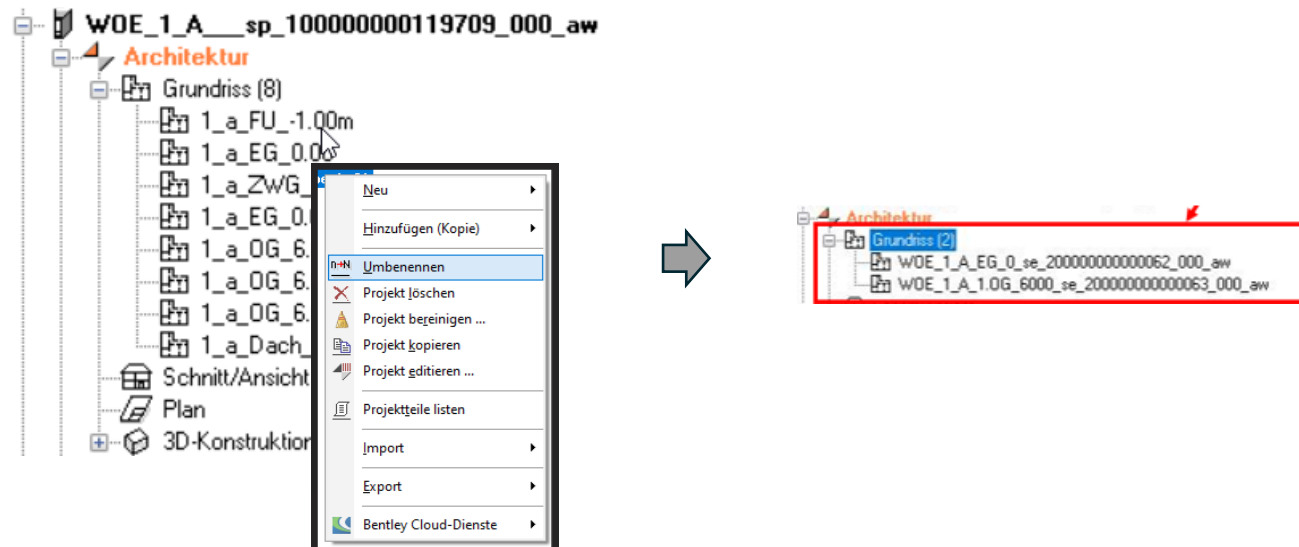 WOE_1_A___sp_100000000119709_000_aw
Architektur
Grundriss (8)
1_a_FU_-1.00m
1_a_EG_0.00
1_a_ZWG_
1_a_EG_0.
1_a_OG_6.
1_a_OG_6.
1_a_OG_6.
1_a_Dach_
Schnitt/Ansicht
Plan
3D-Konstruktion
Neu
Hinzufügen (Kopie)
n→N Umbenennen
Projekt löschen
Projekt bereinigen ...
Projekt kopieren
Projekt editieren ...
Projektteile listen
Import
Export
Bentley Cloud-Dienste
Architektur
Grundriss (2)
WOE_1_A_EG_0_se_200000000000062_000_aw
WOE_1_A_1.OG_6000_se_200000000000063_000_aw